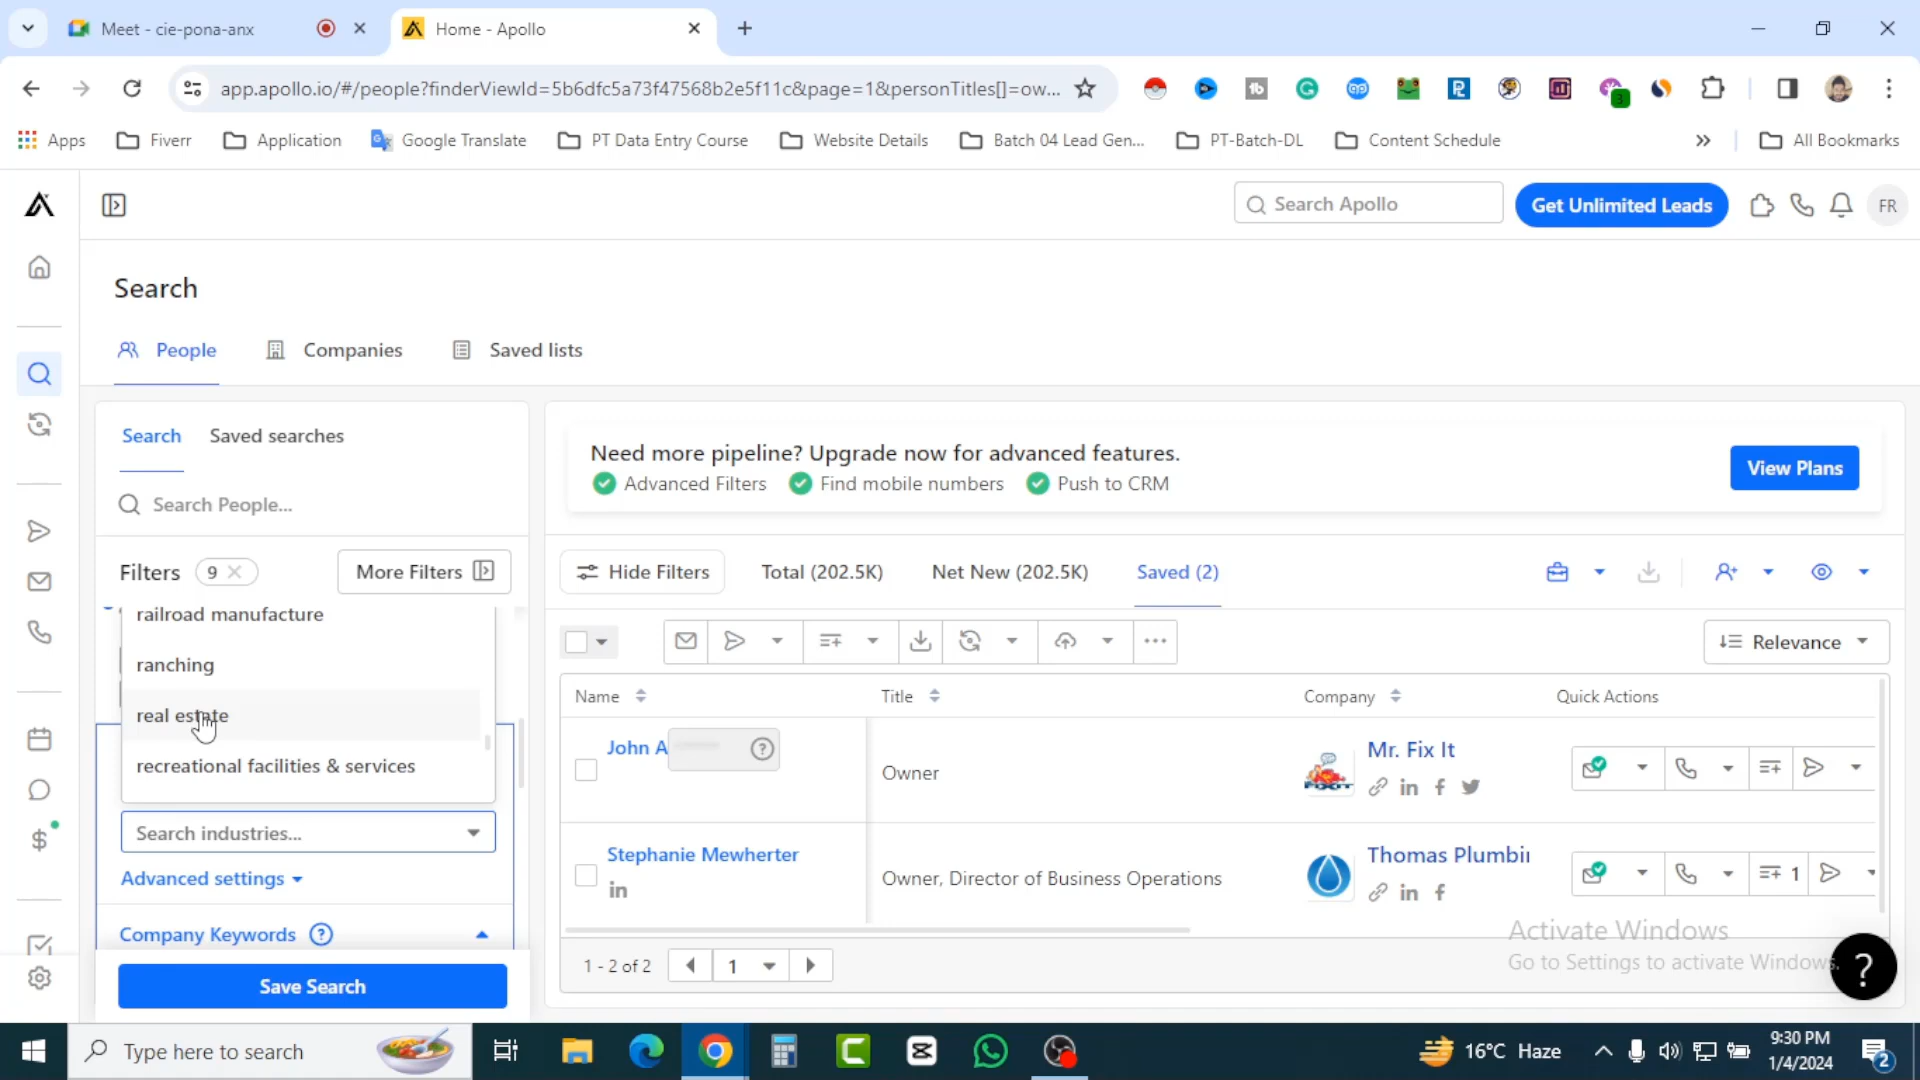 Meet - cie-pona-anx
Home - Apollo
app.apollo.io/#/people?finderViewId=5b6dfc5a73f47568b2e5f11c&page=1&personTitles[]=ow...
Apps
Fiverr
Application
Google Translate
PT Data Entry Course
Website Details
Batch 04 Lead Gen...
PT-Batch-DL
Content Schedule
All Bookmarks
Search Apollo
Get Unlimited Leads
FR
Search
People
Companies
Saved lists
Search
Saved searches
Search People...
Need more pipeline? Upgrade now for advanced features.
Advanced Filters
Find mobile numbers
Push to CRM
View Plans
Filters
9
More Filters
Hide Filters
Total (202.5K)
Net New (202.5K)
Saved (2)
railroad manufacture
ranching
real estate
recreational facilities & services
Search industries...
Advanced settings
Company Keywords
Save Search
Relevance
Name
Title
Company
Quick Actions
John A
Owner
Mr. Fix It
Stephanie Mewherter
Owner, Director of Business Operations
Thomas Plumbin
1
1 - 2 of 2
1
Activate Windows
Go to Settings to activate Windows.
Type here to search
16°C Haze
9:30 PM
1/4/2024
2